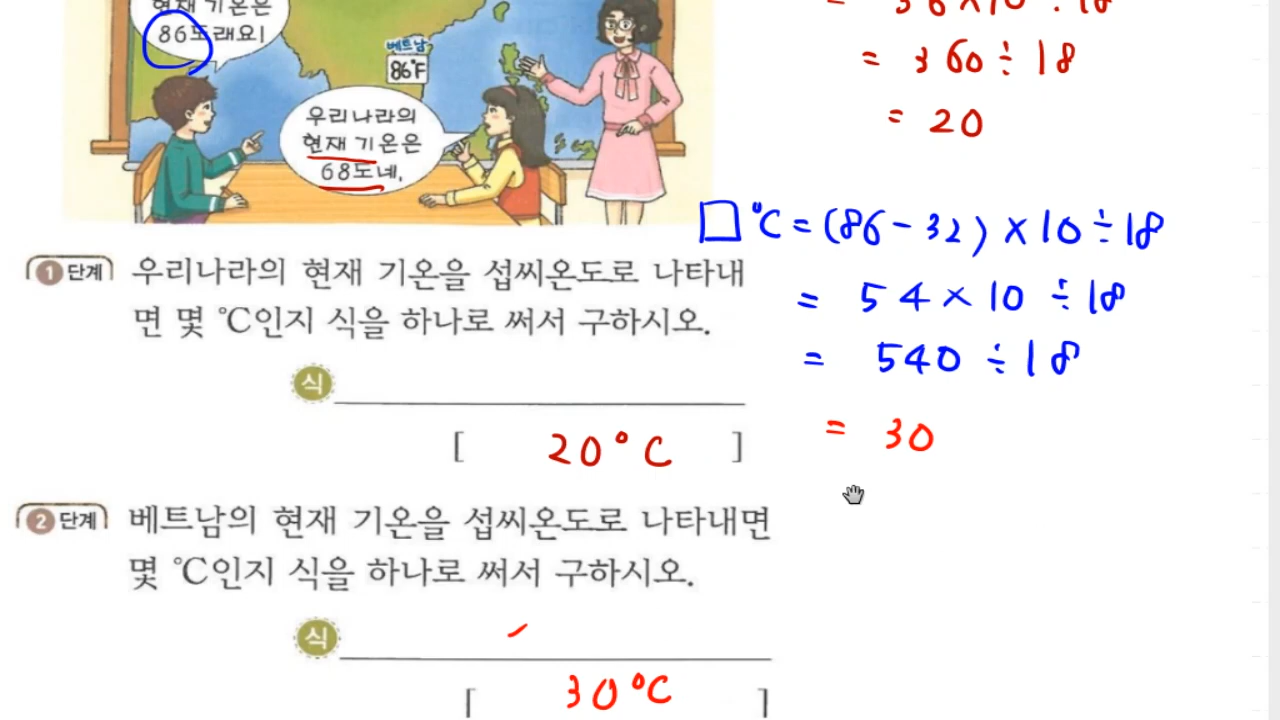 현재 기온은
86도래요!
베트남
86°F
우리나라의
현재 기온은
68도네.
1 단계 우리나라의 현재 기온을 섭씨온도로 나타내
면 몇 ℃인지 식을 하나로 써서 구하시오.
식
[ 20°C ]
2 단계 베트남의 현재 기온을 섭씨온도로 나타내면
몇 ℃인지 식을 하나로 써서 구하시오.
식
[ 30°C ]
= 36×10÷18
= 360÷18
= 20
□°C=(86-32)×10÷18
= 54×10÷18
= 540÷18
= 30